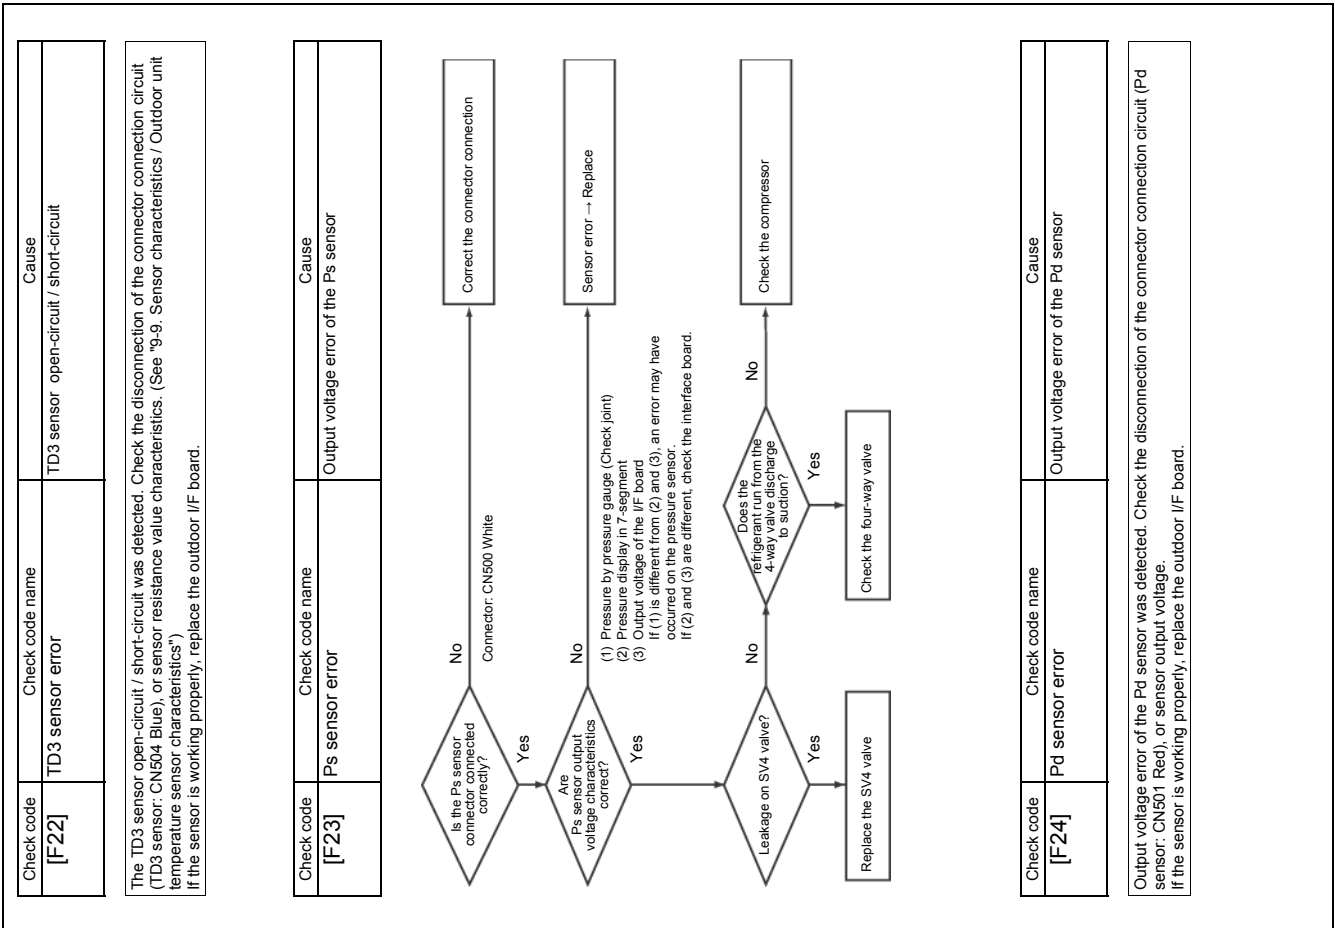 Check code
Check code name
Cause
[F22]
TD3 sensor error
TD3 sensor open-circuit / short-circuit
The TD3 sensor open-circuit / short-circuit was detected. Check the disconnection of the connector connection circuit
(TD3 sensor: CN504 Blue), or sensor resistance value characteristics. (See "9-9. Sensor characteristics / Outdoor unit
temperature sensor characteristics")
If the sensor is working properly, replace the outdoor I/F board.
Check code
Check code name
Cause
[F23]
Ps sensor error
Output voltage error of the Ps sensor
Is the Ps sensor
connector connected
correctly?
No
Connector: CN500 White
Correct the connector connection
Yes
Are
Ps sensor output
voltage characteristics
correct?
No
Sensor error → Replace
(1) Pressure by pressure gauge (Check joint)
(2) Pressure display in 7-segment
(3) Output voltage of the I/F board
If (1) is different from (2) and (3), an error may have
occurred on the pressure sensor.
If (2) and (3) are different, check the interface board.
Yes
Leakage on SV4 valve?
No
Does the
refrigerant run from the
4-way valve discharge
to suction?
No
Check the compressor
Yes
Replace the SV4 valve
Yes
Check the four-way valve
Check code
Check code name
Cause
[F24]
Pd sensor error
Output voltage error of the Pd sensor
Output voltage error of the Pd sensor was detected. Check the disconnection of the connector connection circuit (Pd
sensor: CN501 Red), or sensor output voltage.
If the sensor is working properly, replace the outdoor I/F board.